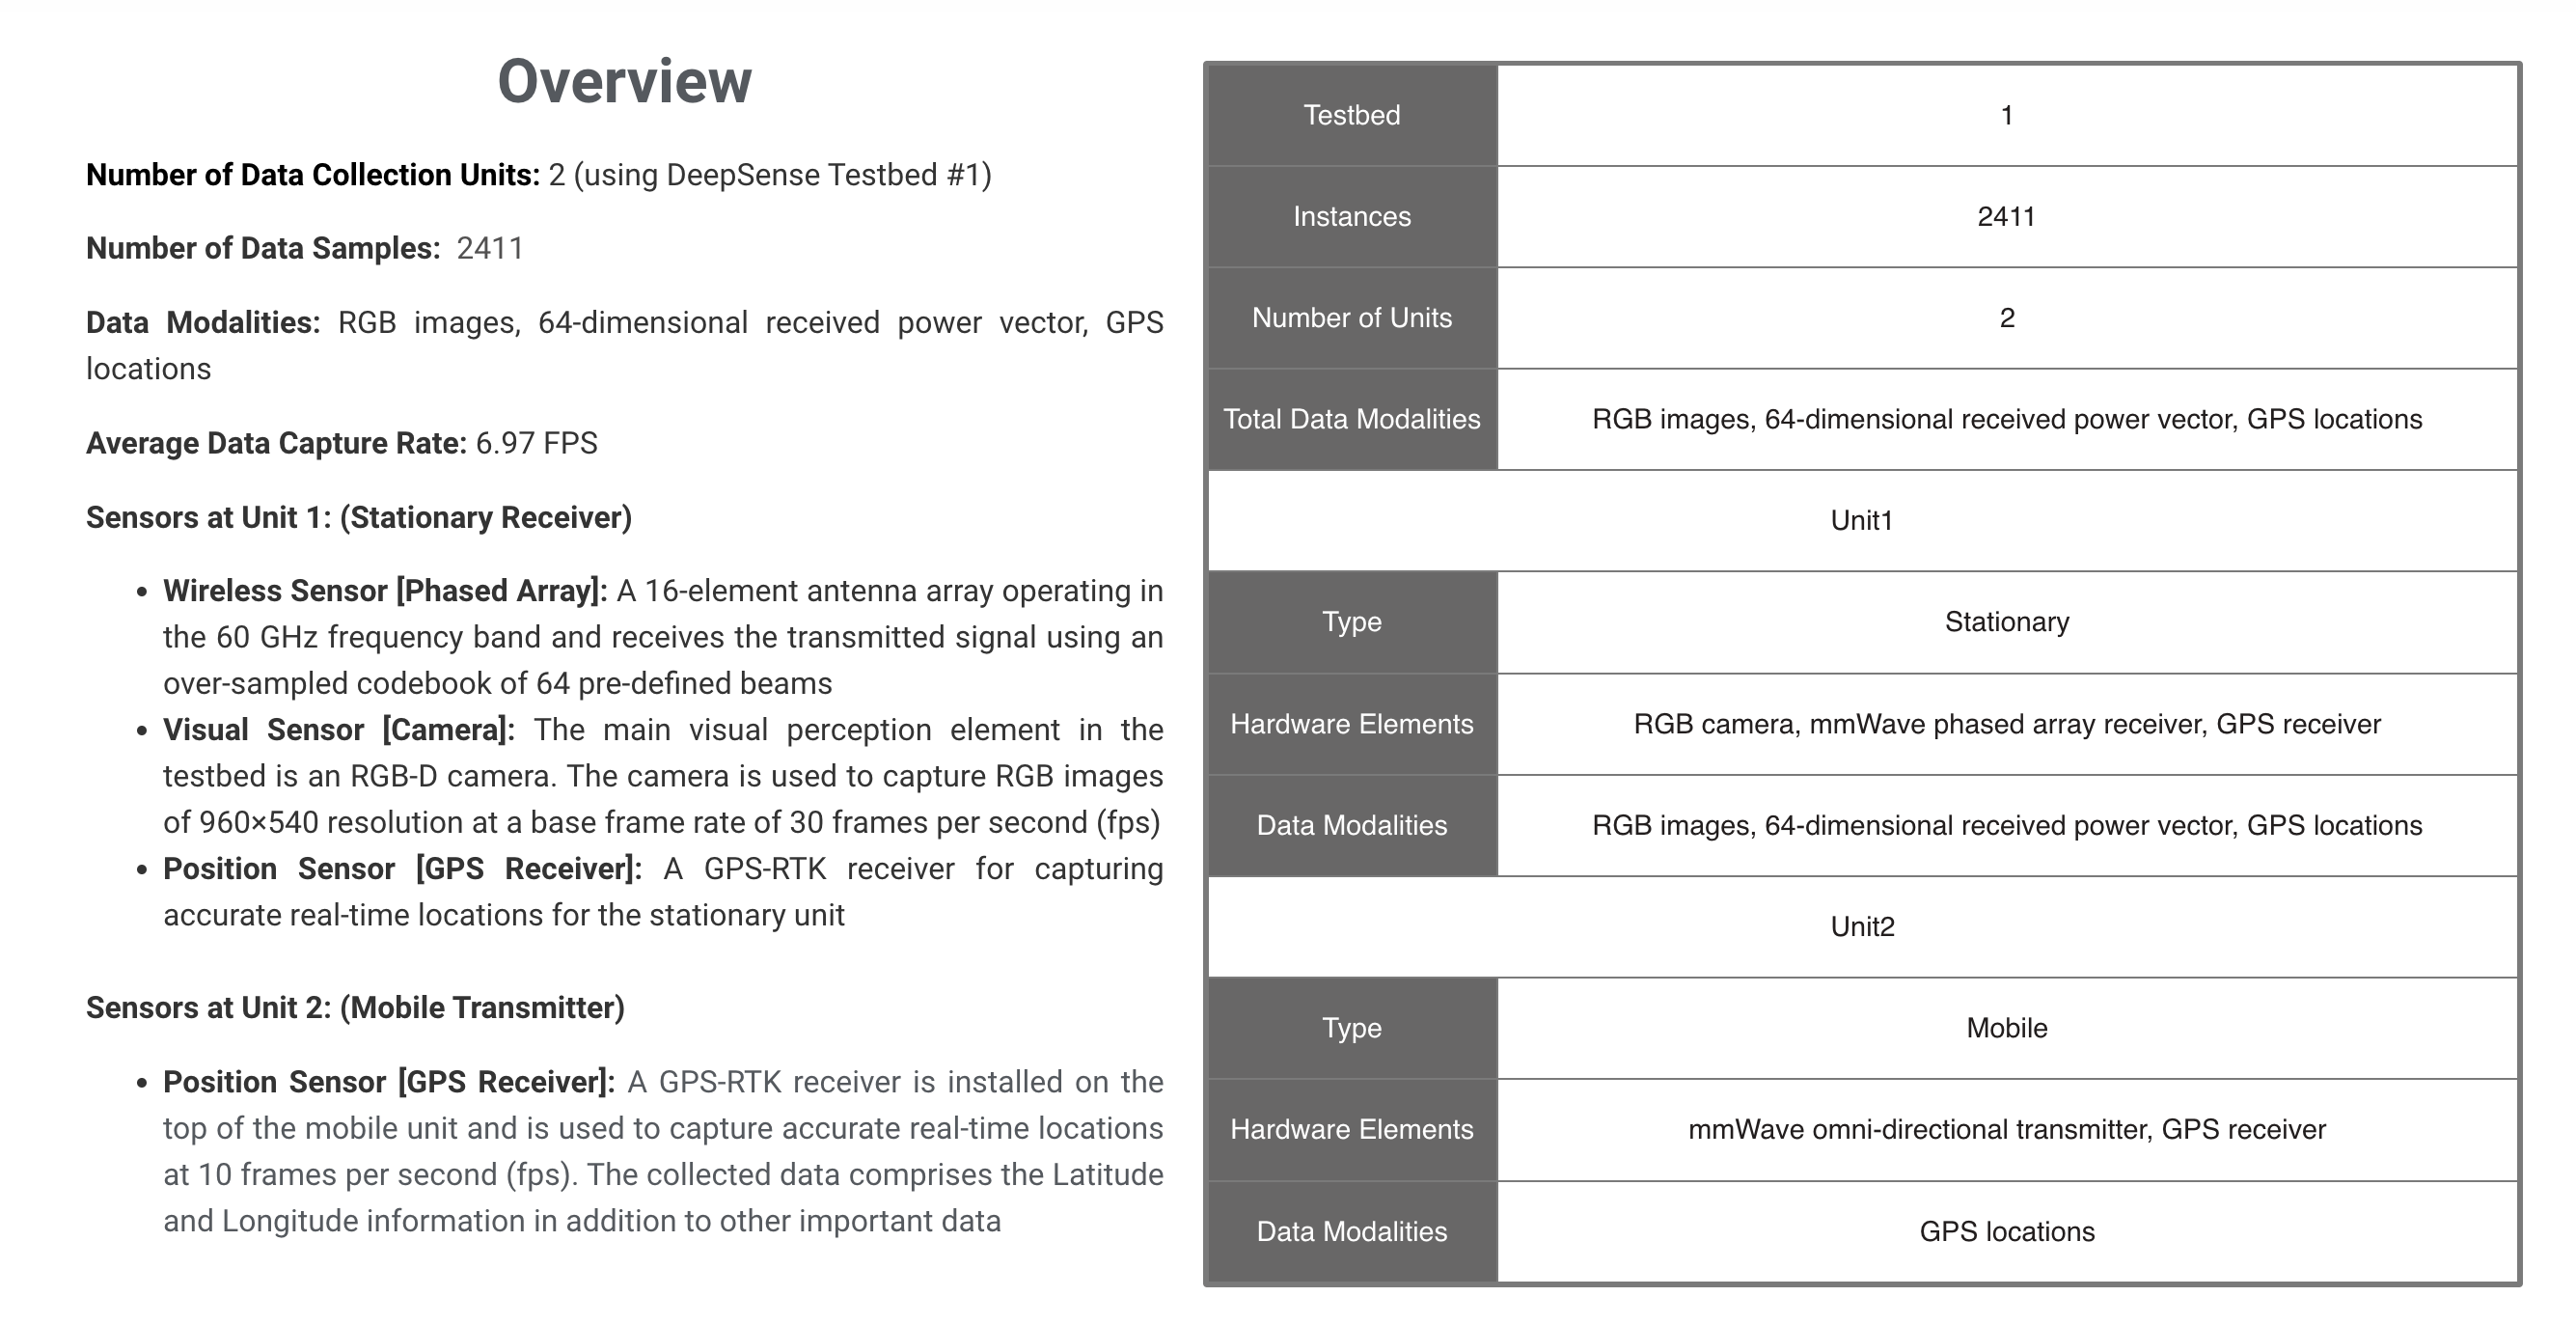 Overview
Number of Data Collection Units: 2 (using DeepSense Testbed #1)
Number of Data Samples: 2411
Data Modalities: RGB images, 64-dimensional received power vector, GPS
locations
Average Data Capture Rate: 6.97 FPS
Sensors at Unit 1: (Stationary Receiver)
• Wireless Sensor [Phased Array]: A 16-element antenna array operating in
the 60 GHz frequency band and receives the transmitted signal using an
over-sampled codebook of 64 pre-defined beams
• Visual Sensor [Camera]: The main visual perception element in the
testbed is an RGB-D camera. The camera is used to capture RGB images
of 960×540 resolution at a base frame rate of 30 frames per second (fps)
• Position Sensor [GPS Receiver]: A GPS-RTK receiver for capturing
accurate real-time locations for the stationary unit
Sensors at Unit 2: (Mobile Transmitter)
• Position Sensor [GPS Receiver]: A GPS-RTK receiver is installed on the
top of the mobile unit and is used to capture accurate real-time locations
at 10 frames per second (fps). The collected data comprises the Latitude
and Longitude information in addition to other important data
Testbed 1
Instances 2411
Number of Units 2
Total Data Modalities RGB images, 64-dimensional received power vector, GPS locations
Unit1
Type Stationary
Hardware Elements RGB camera, mmWave phased array receiver, GPS receiver
Data Modalities RGB images, 64-dimensional received power vector, GPS locations
Unit2
Type Mobile
Hardware Elements mmWave omni-directional transmitter, GPS receiver
Data Modalities GPS locations